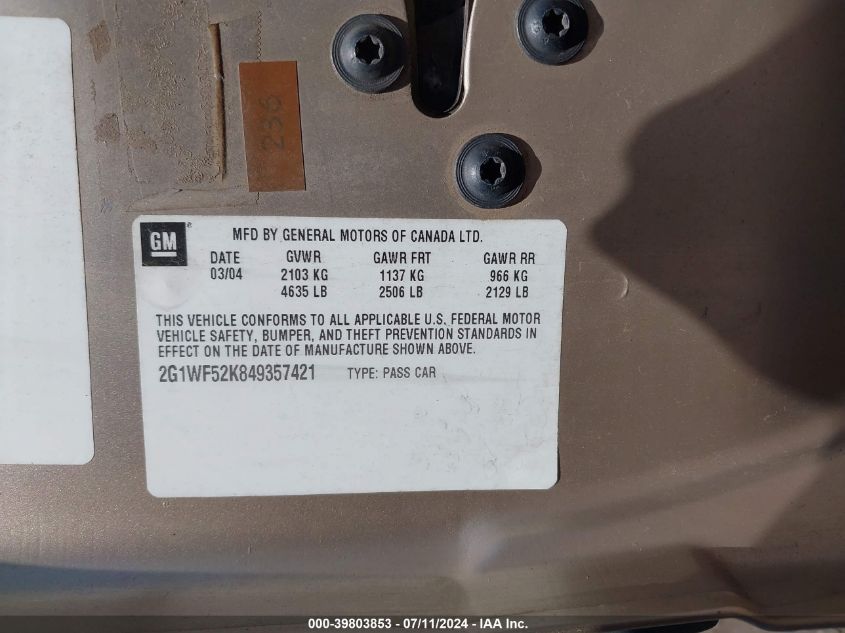 236
GM
MFD BY GENERAL MOTORS OF CANADA LTD.
DATE GVWR GAWR FRT GAWR RR
03/04 2103 KG 1137 KG 966 KG
4635 LB 2506 LB 2129 LB
THIS VEHICLE CONFORMS TO ALL APPLICABLE U.S. FEDERAL MOTOR
VEHICLE SAFETY, BUMPER, AND THEFT PREVENTION STANDARDS IN
EFFECT ON THE DATE OF MANUFACTURE SHOWN ABOVE.
2G1WF52K849357421 TYPE: PASS CAR
000-39803853 - 07/11/2024 - IAA Inc.